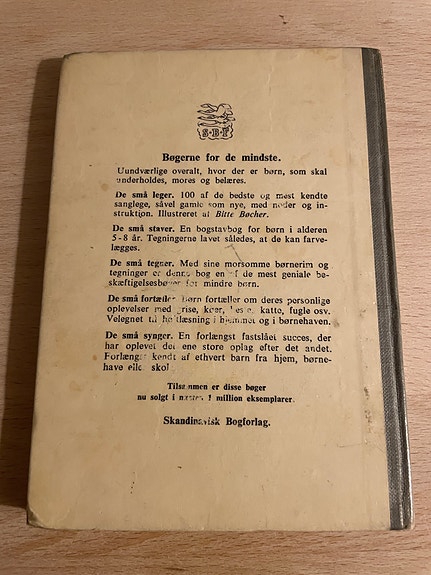 S·B·F
Bøgerne for de mindste.
Uundværlige overalt, hvor der er børn, som skal
underholdes, mores og belæres.
De små leger. 100 af de bedste og mest kendte
sanglege, såvel gamle som nye, med noder og in-
struktion. Illustreret af Bitte Bøcher.
De små staver. En bogstavbog for børn i alderen
5-8 år. Tegningerne lavet således, at de kan farve-
lægges.
De små tegner. Med sine morsomme børnerim og
tegninger er denne bog en af de mest geniale be-
skæftigelsesbøger for mindre børn.
De små fortæller. Børn fortæller om deres personlige
oplevelser med grise, køer, heste, katte, fugle osv.
Velegnet til højtlæsning i hjemmet og i børnehaven.
De små synger. En forlængst fastslået succes, der
har oplevet det ene store oplag efter det andet.
Forlængst kendt af ethvert barn fra hjem, børne-
have elle skol
Tilsammen er disse bøger
nu solgt i næsten 1 million eksemplarer.
Skandinavisk Bogforlag.